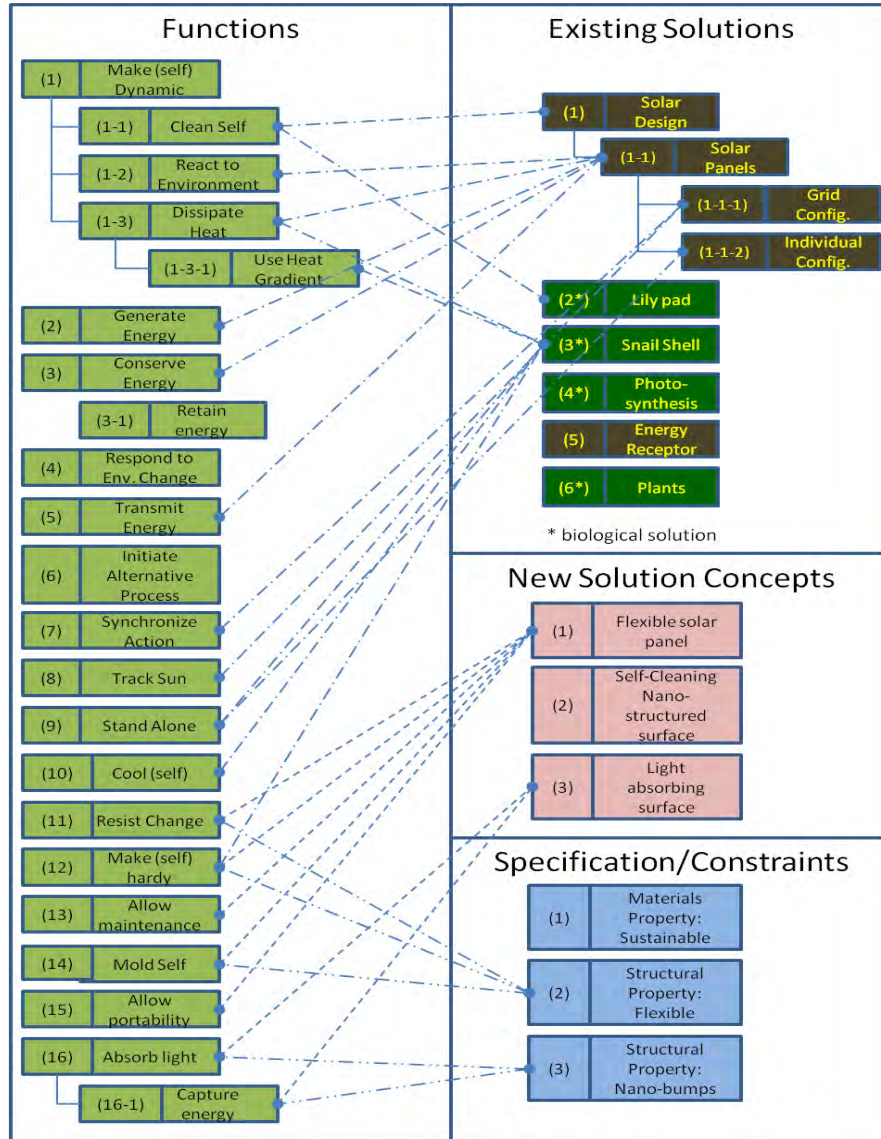 Functions
(1) Make (self)
Dynamic
(1-1) Clean Self
(1-2) React to
Environment
(1-3) Dissipate
Heat
(1-3-1) Use Heat
Gradient
(2) Generate
Energy
(3) Conserve
Energy
(3-1) Retain
energy
(4) Respond to
Env. Change
(5) Transmit
Energy
(6) Initiate
Alternative
Process
(7) Synchronize
Action
(8) Track Sun
(9) Stand Alone
(10) Cool (self)
(11) Resist Change
(12) Make (self)
hardy
(13) Allow
maintenance
(14) Mold Self
(15) Allow
portability
(16) Absorb light
(16-1) Capture
energy
Existing Solutions
(1) Solar
Design
(1-1) Solar
Panels
(1-1-1) Grid
Config.
(1-1-2) Individual
Config.
(2*) Lily pad
(3*) Snail Shell
(4*) Photo-
synthesis
(5) Energy
Receptor
(6*) Plants
* biological solution
New Solution Concepts
(1) Flexible solar
panel
(2) Self-Cleaning
Nano-
structured
surface
(3) Light
absorbing
surface
Specification/Constraints
(1) Materials
Property:
Sustainable
(2) Structural
Property:
Flexible
(3) Structural
Property:
Nano-bumps